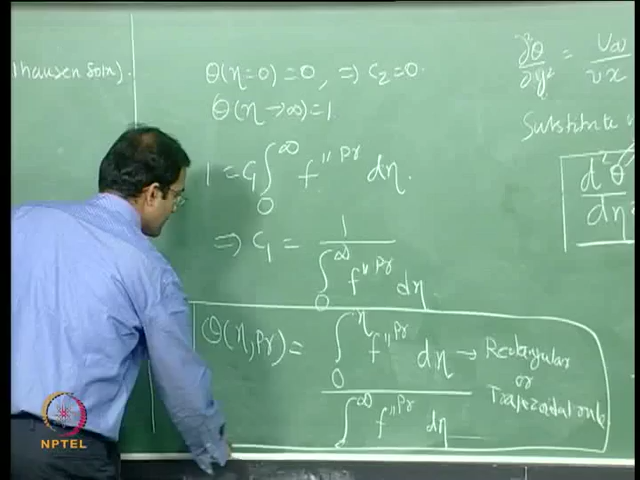 lhausen Soln).
θ(η=0)=0, ⇒ C₂=0.
θ(η→∞)=1.
1 = C₁ ∫₀^∞ f''^Pr dη.
⇒ C₁ = 1 / ∫₀^∞ f''^Pr dη
θ(η,Pr) = ∫₀^η f''^Pr dη / ∫₀^∞ f''^Pr dη → Rectangular
or
Trapezoidal rule
∂²θ/∂y² = U∞/νx
Substitute
d²θ/dη²
NPTEL